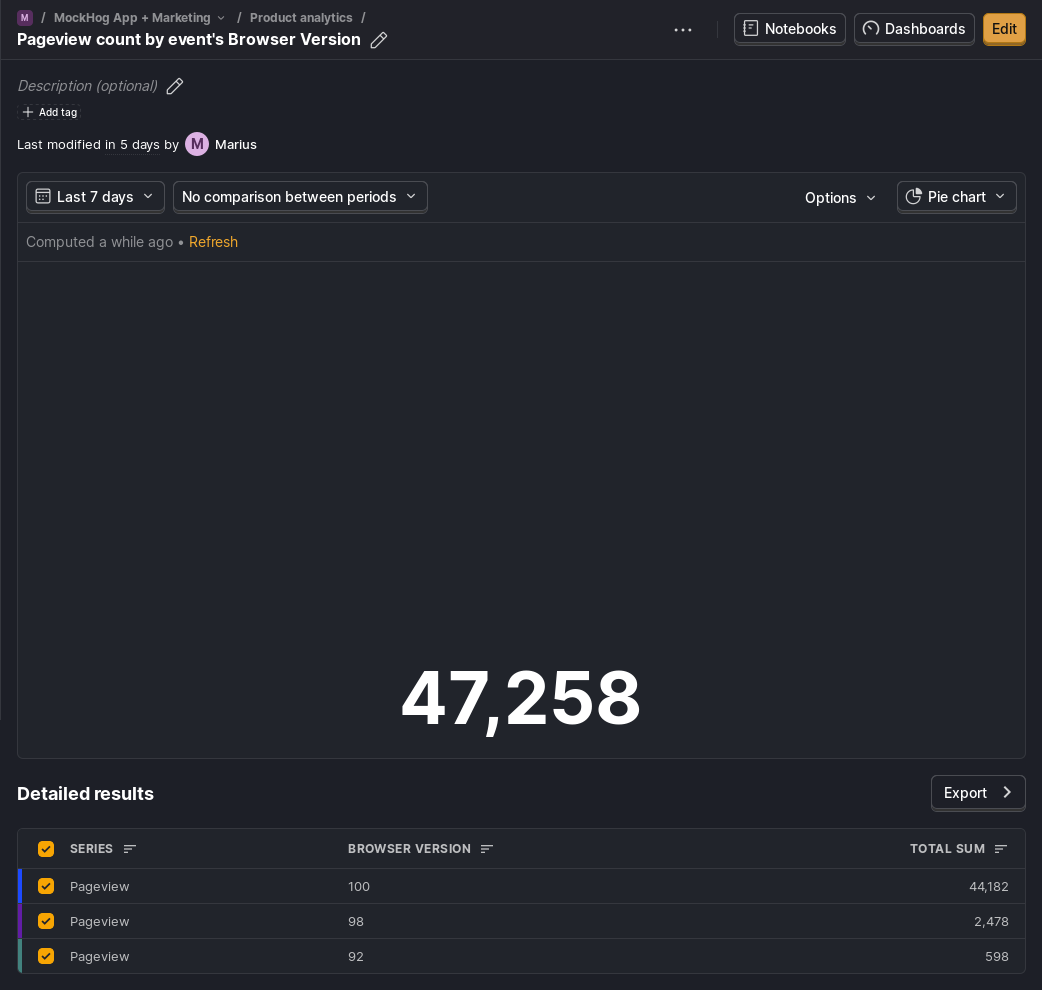 M / MockHog App + Marketing / Product analytics /
Pageview count by event's Browser Version
Notebooks Dashboards Edit
Description (optional)
Add tag
Last modified in 5 days by M Marius
Last 7 days No comparison between periods Options Pie chart
Computed a while ago • Refresh
47,258
Detailed results Export
SERIES BROWSER VERSION TOTAL SUM
Pageview 100 44,182
Pageview 98 2,478
Pageview 92 598